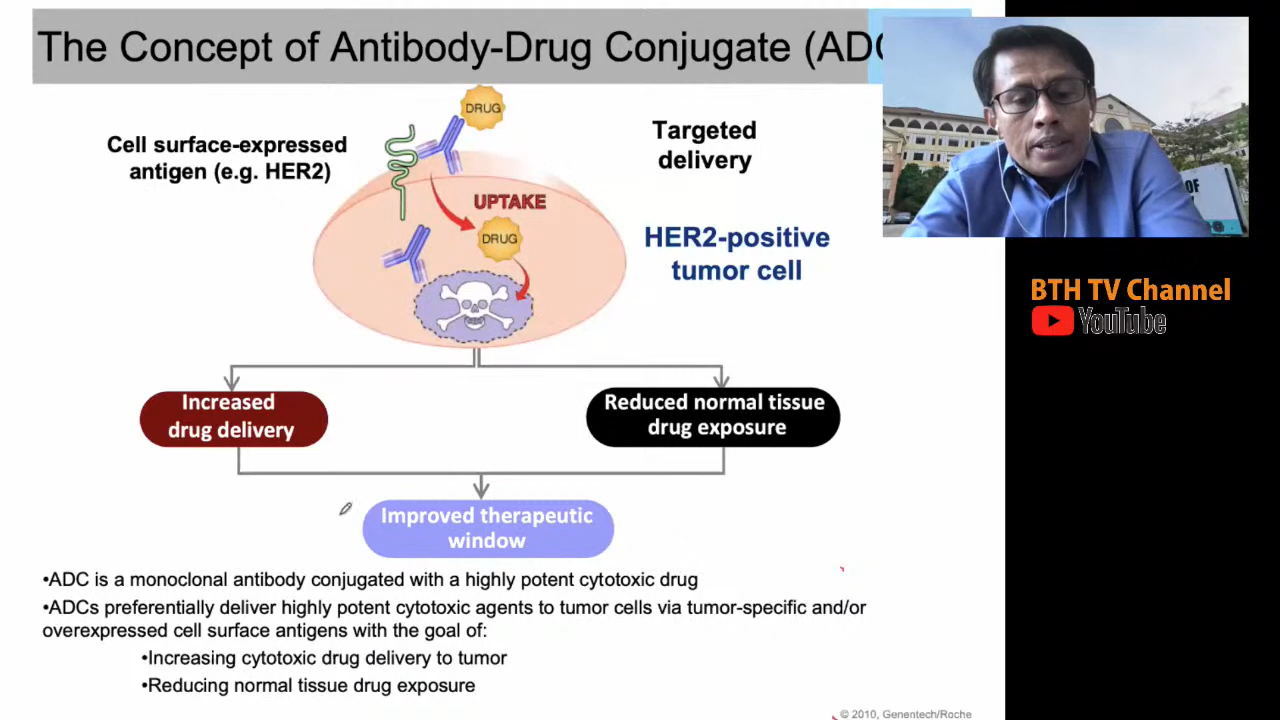 The Concept of Antibody-Drug Conjugate (ADC
DRUG
Cell surface-expressed
antigen (e.g. HER2)
Targeted
delivery
UPTAKE
DRUG
HER2-positive
tumor cell
OF
BTH TV Channel
YouTube
Increased
drug delivery
Reduced normal tissue
drug exposure
Improved therapeutic
window
•ADC is a monoclonal antibody conjugated with a highly potent cytotoxic drug
•ADCs preferentially deliver highly potent cytotoxic agents to tumor cells via tumor-specific and/or
overexpressed cell surface antigens with the goal of:
•Increasing cytotoxic drug delivery to tumor
•Reducing normal tissue drug exposure
© 2010, Genentech/Roche